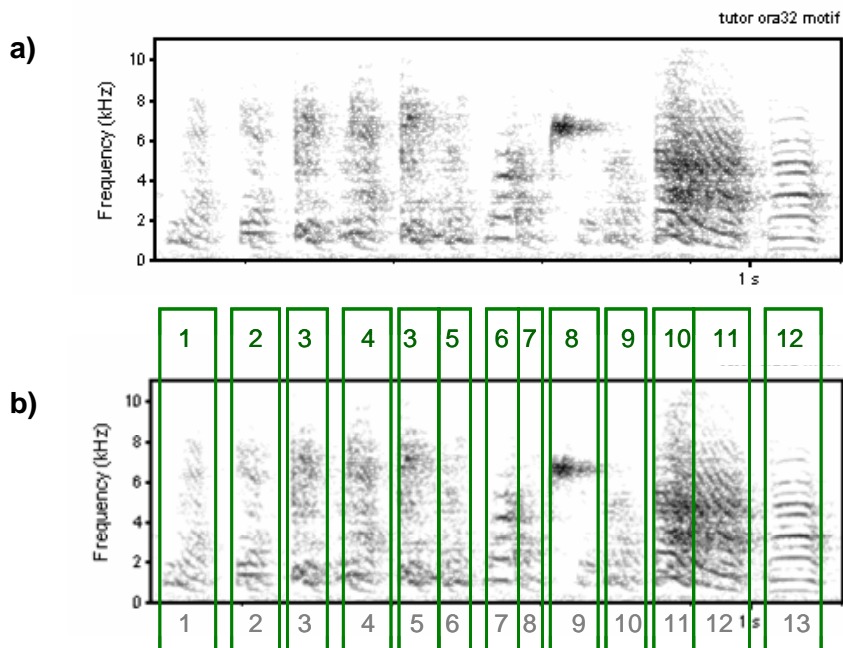 tutor ora32 motif
a)
Frequency (kHz)
10
8
6
4
2
0
1 s
1 2 3 4 3 5 6 7 8 9 10 11 12
b)
Frequency (kHz)
10
8
6
4
2
0
1 2 3 4 5 6 7 8 9 10 11 12 1 s 13